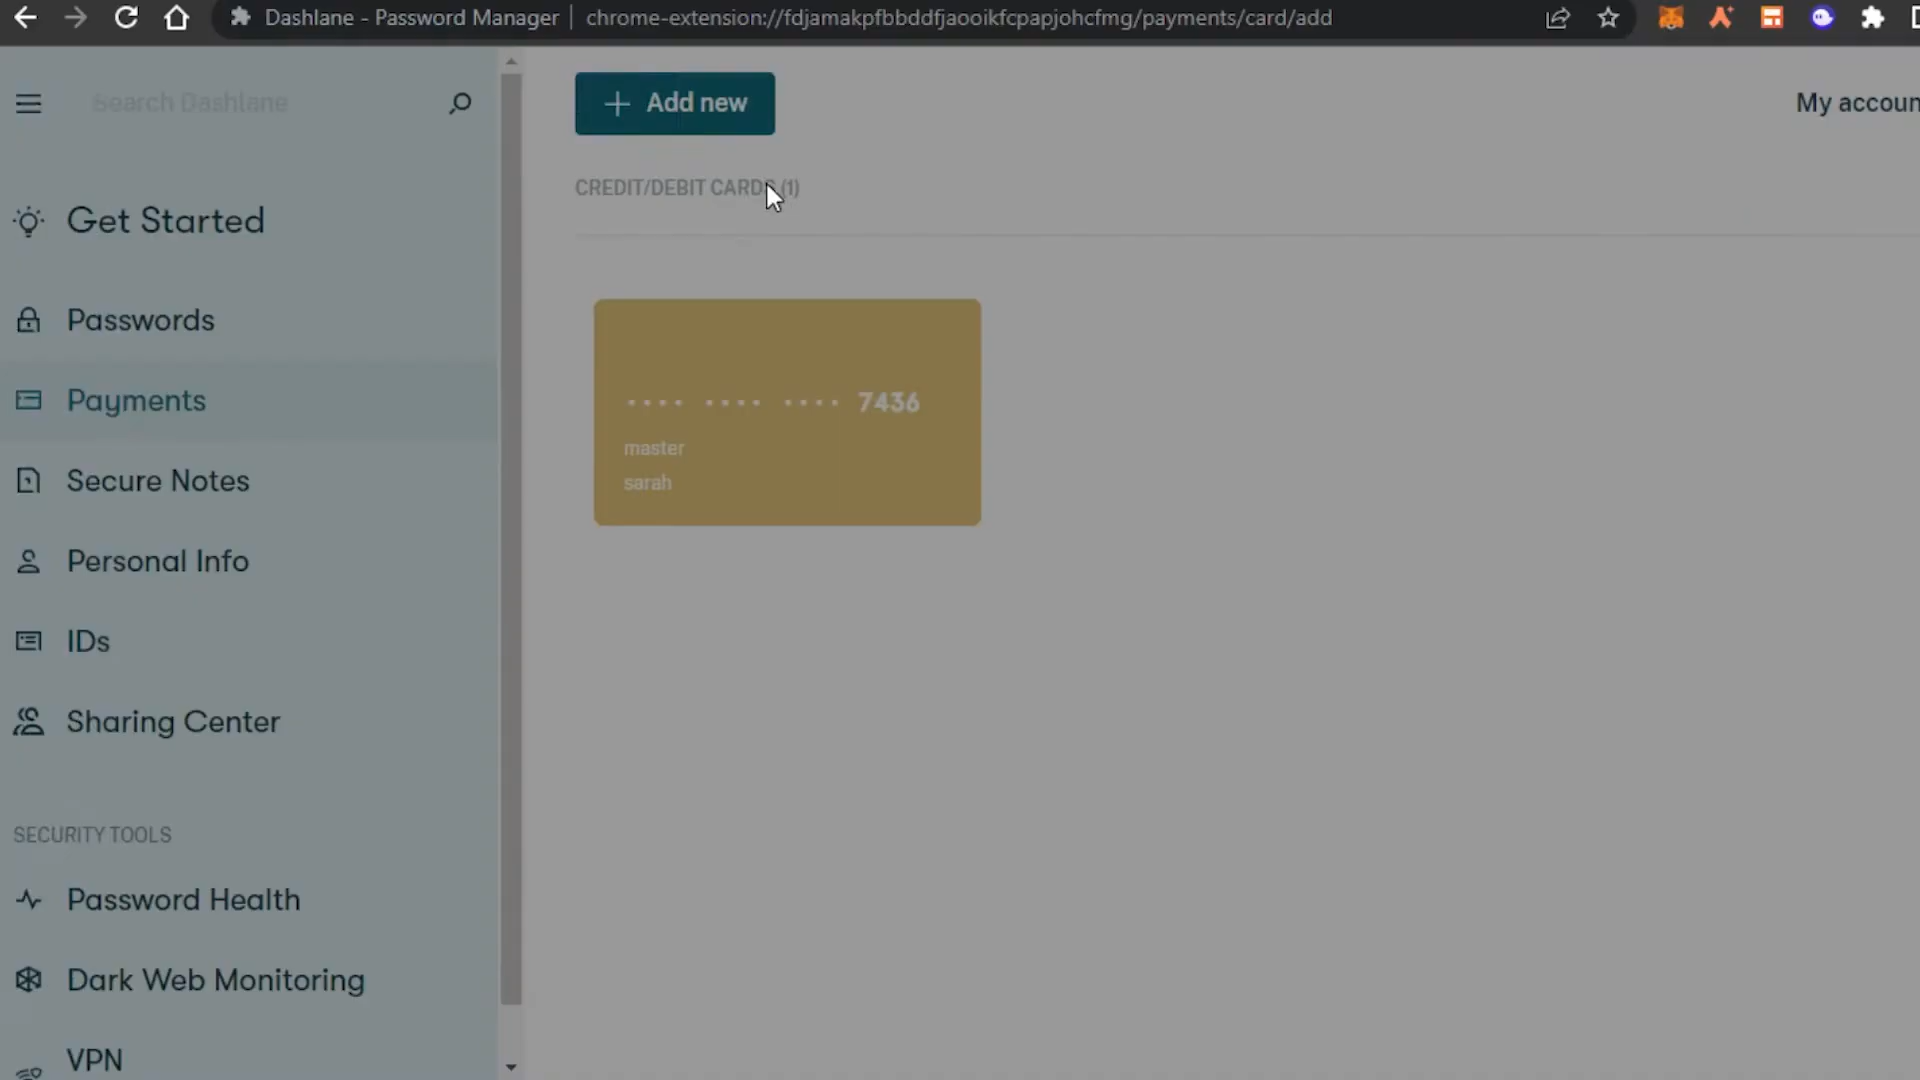 Dashlane - Password Manager | chrome-extension://fdjamakpfbbddfjaooikfcpapjohcfmg/payments/card/add
Search Dashlane
+ Add new
My accoun
CREDIT/DEBIT CARDS (1)
Get Started
Passwords
Payments
Secure Notes
Personal Info
IDs
Sharing Center
SECURITY TOOLS
Password Health
Dark Web Monitoring
VPN
•••• •••• •••• 7436
master
sarah